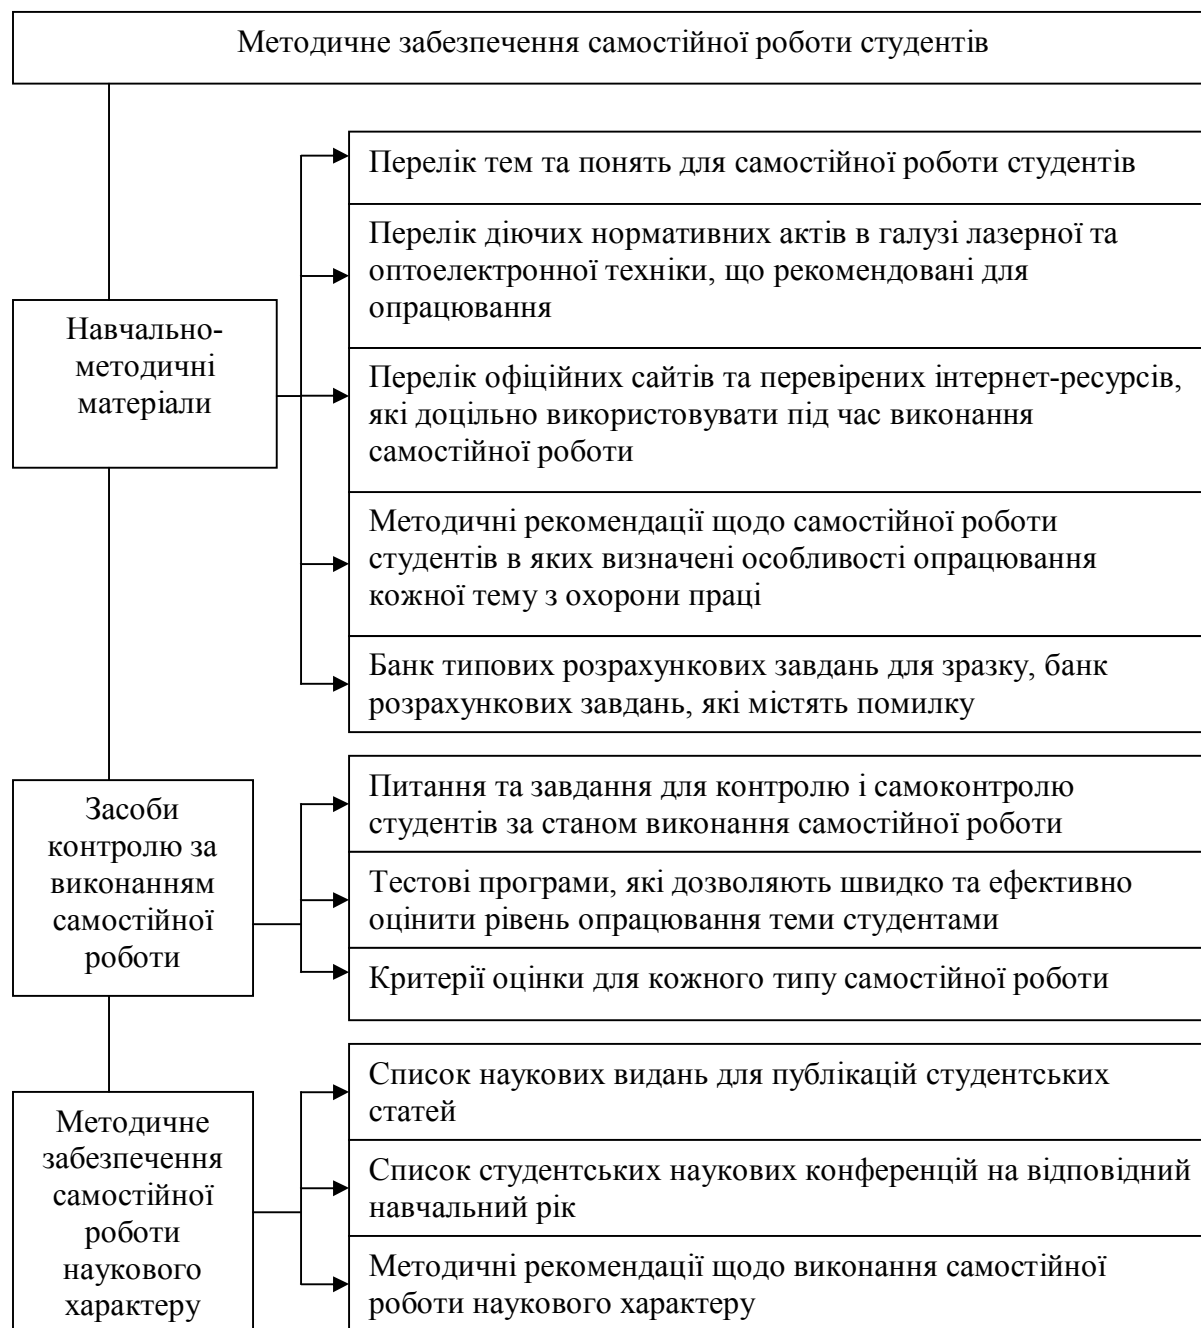 Методичне забезпечення самостійної роботи студентів
Навчально-
методичні
матеріали
Перелік тем та понять для самостійної роботи студентів
Перелік діючих нормативних актів в галузі лазерної та
оптоелектронної техніки, що рекомендовані для
опрацювання
Перелік офіційних сайтів та перевірених інтернет-ресурсів,
які доцільно використовувати під час виконання
самостійної роботи
Методичні рекомендації щодо самостійної роботи
студентів в яких визначені особливості опрацювання
кожної тему з охорони праці
Банк типових розрахункових завдань для зразку, банк
розрахункових завдань, які містять помилку
Засоби
контролю за
виконанням
самостійної
роботи
Питання та завдання для контролю і самоконтролю
студентів за станом виконання самостійної роботи
Тестові програми, які дозволяють швидко та ефективно
оцінити рівень опрацювання теми студентами
Критерії оцінки для кожного типу самостійної роботи
Методичне
забезпечення
самостійної
роботи
наукового
характеру
Список наукових видань для публікацій студентських
статей
Список студентських наукових конференцій на відповідний
навчальний рік
Методичні рекомендації щодо виконання самостійної
роботи наукового характеру